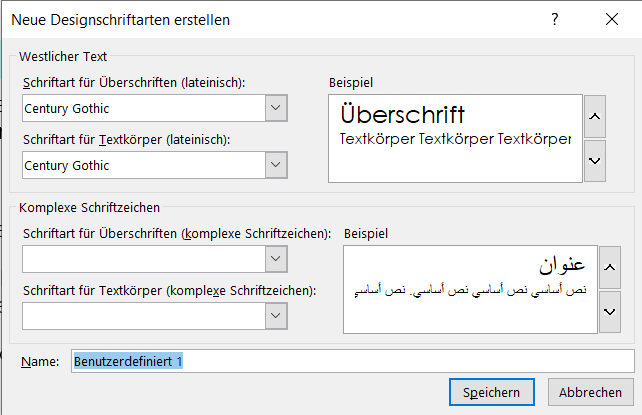 Neue Designschriftarten erstellen
?
Westlicher Text
Schriftart für Überschriften (lateinisch):
Century Gothic
Schriftart für Textkörper (lateinisch):
Century Gothic
Beispiel
Überschrift
Textkörper Textkörper Textkörper
Komplexe Schriftzeichen
Schriftart für Überschriften (komplexe Schriftzeichen):
Schriftart für Textkörper (komplexe Schriftzeichen):
Beispiel
عنوان
نص أساسي نص أساسي نص أساسي. نص أساسي
Name:
Benutzerdefiniert 1
Speichern
Abbrechen